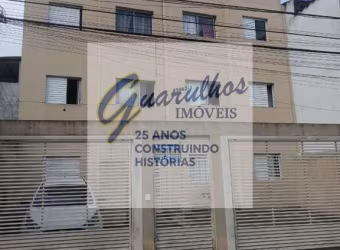 Guarulhos
IMÓVEIS
25 ANOS
CONSTRUINDO
HISTÓRIAS